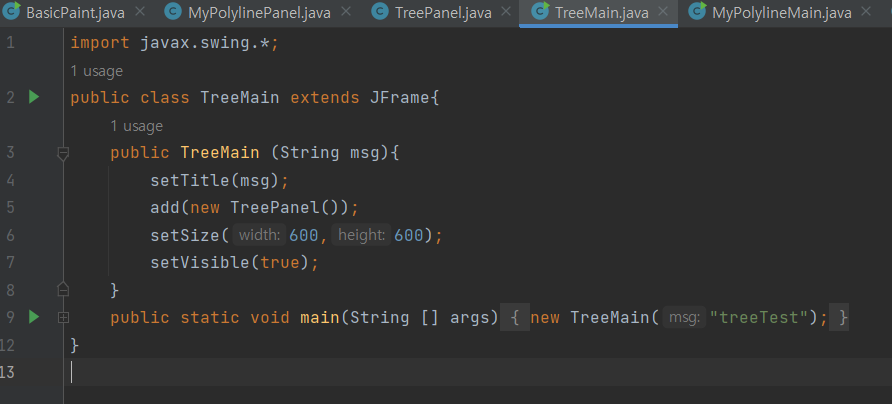 BasicPaint.java MyPolylinePanel.java TreePanel.java TreeMain.java MyPolylineMain.java
1 import javax.swing.*;
1 usage
2 public class TreeMain extends JFrame{
1 usage
3 public TreeMain (String msg){
4 setTitle(msg);
5 add(new TreePanel());
6 setSize( width: 600, height: 600);
7 setVisible(true);
8 }
9 public static void main(String [] args) { new TreeMain( msg: "treeTest"); }
12 }
13